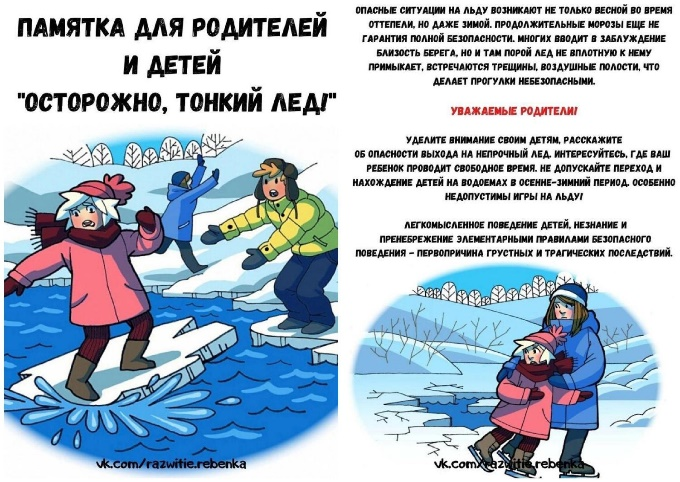 ПАМЯТКА ДЛЯ РОДИТЕЛЕЙ
И ДЕТЕЙ
"ОСТОРОЖНО, ТОНКИЙ ЛЕД!"
vk.com/razwitie.rebenka
ОПАСНЫЕ СИТУАЦИИ НА ЛЬДУ ВОЗНИКАЮТ НЕ ТОЛЬКО ВЕСНОЙ ВО ВРЕМЯ
ОТТЕПЕЛИ, НО ДАЖЕ ЗИМОЙ. ПРОДОЛЖИТЕЛЬНЫЕ МОРОЗЫ ЕЩЕ НЕ
ГАРАНТИЯ ПОЛНОЙ БЕЗОПАСНОСТИ. МНОГИХ ВВОДИТ В ЗАБЛУЖДЕНИЕ
БЛИЗОСТЬ БЕРЕГА, НО И ТАМ ПОРОЙ ЛЕД НЕ ВПЛОТНУЮ К НЕМУ
ПРИМЫКАЕТ, ВСТРЕЧАЮТСЯ ТРЕЩИНЫ, ВОЗДУШНЫЕ ПОЛОСТИ, ЧТО
ДЕЛАЕТ ПРОГУЛКИ НЕБЕЗОПАСНЫМИ.
УВАЖАЕМЫЕ РОДИТЕЛИ!
УДЕЛИТЕ ВНИМАНИЕ СВОИМ ДЕТЯМ, РАССКАЖИТЕ
ОБ ОПАСНОСТИ ВЫХОДА НА НЕПРОЧНЫЙ ЛЕД. ИНТЕРЕСУЙТЕСЬ, ГДЕ ВАШ
РЕБЕНОК ПРОВОДИТ СВОБОДНОЕ ВРЕМЯ. НЕ ДОПУСКАЙТЕ ПЕРЕХОД И
НАХОЖДЕНИЕ ДЕТЕЙ НА ВОДОЕМАХ В ОСЕННЕ-ЗИМНИЙ ПЕРИОД. ОСОБЕННО
НЕДОПУСТИМЫ ИГРЫ НА ЛЬДУ!
ЛЕГКОМЫСЛЕННОЕ ПОВЕДЕНИЕ ДЕТЕЙ, НЕЗНАНИЕ И
ПРЕНЕБРЕЖЕНИЕ ЭЛЕМЕНТАРНЫМИ ПРАВИЛАМИ БЕЗОПАСНОГО
ПОВЕДЕНИЯ – ПЕРВОПРИЧИНА ГРУСТНЫХ И ТРАГИЧЕСКИХ ПОСЛЕДСТВИЙ.
vk.com/razwitie.rebenka